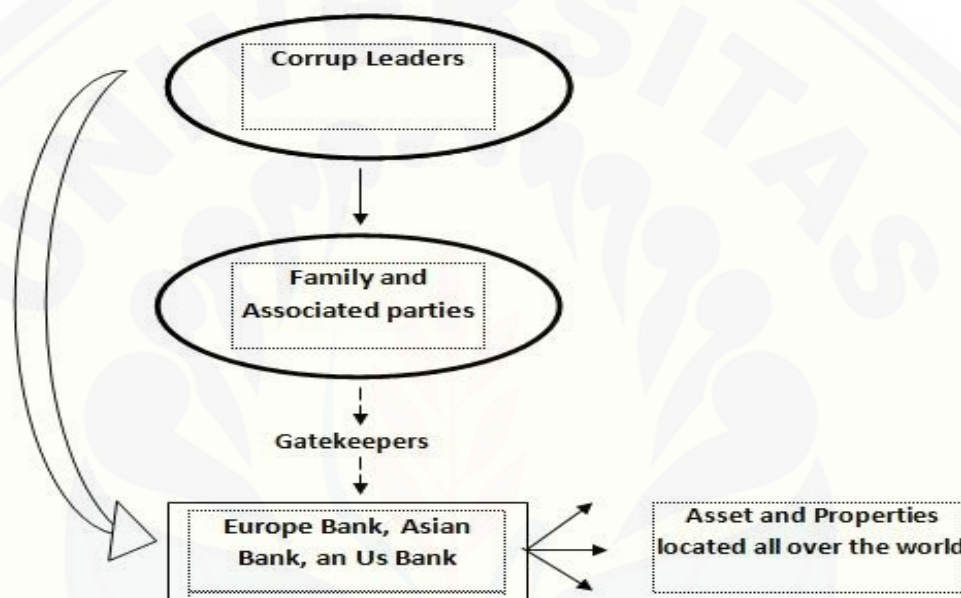 UNIVERSITAS
Corrup Leaders
Family and
Associated parties
Gatekeepers
Europe Bank, Asian
Bank, an Us Bank
Asset and Properties
located all over the world